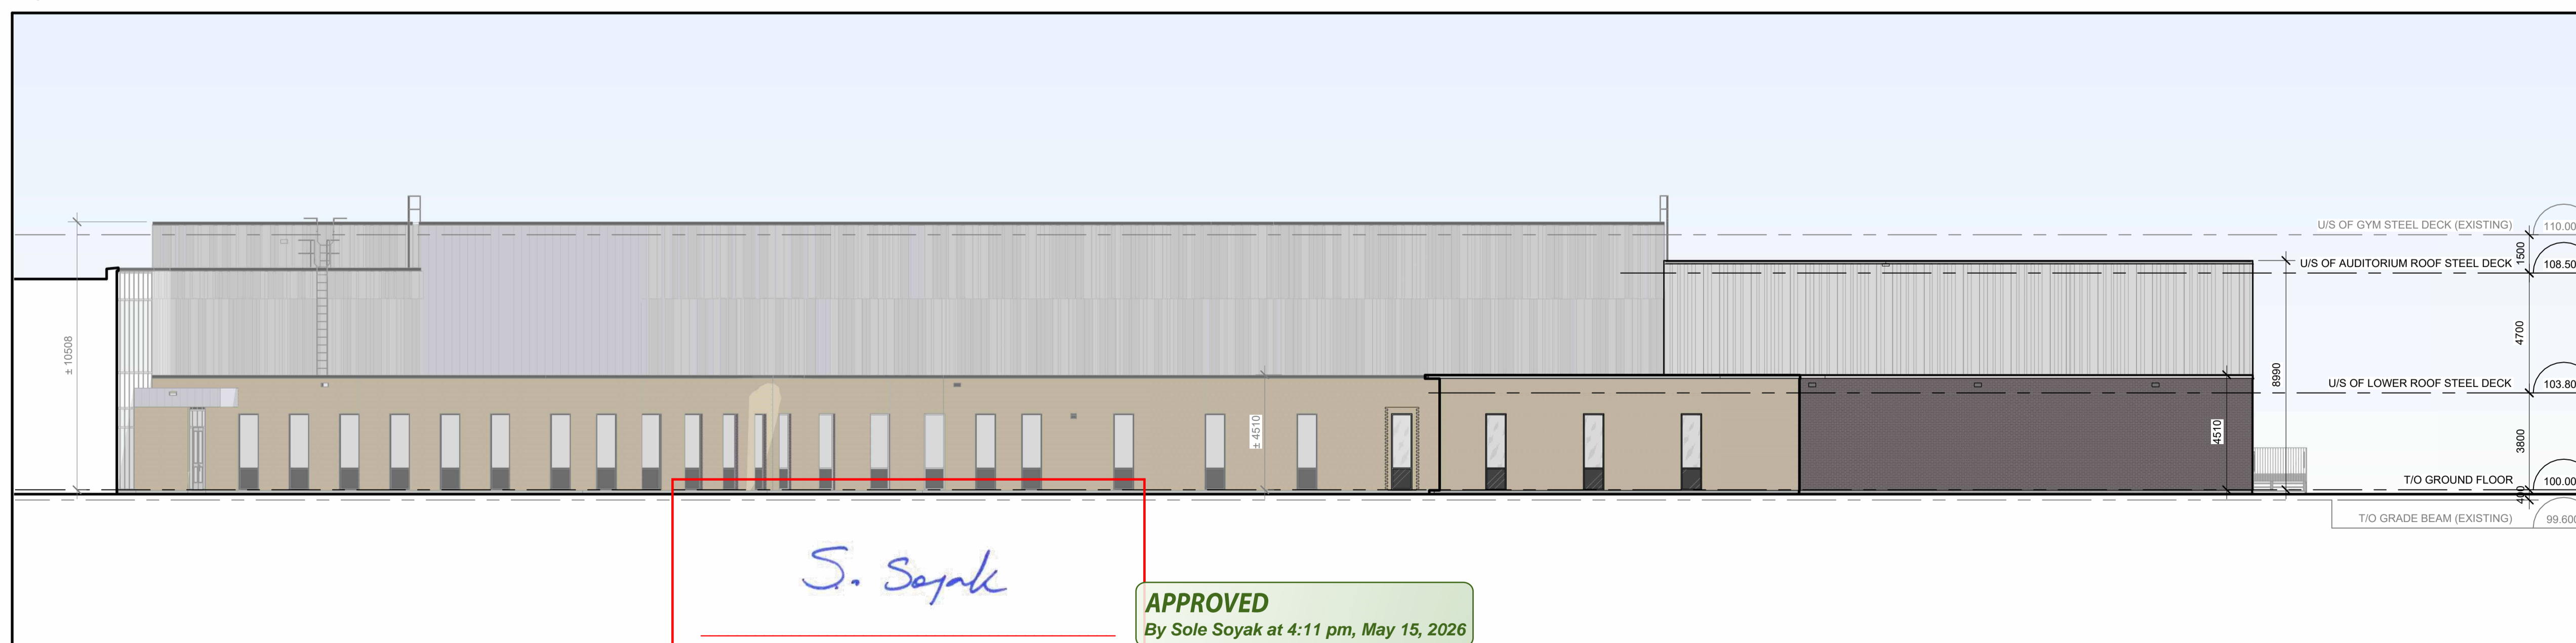 U/S OF GYM STEEL DECK (EXISTING)
110.00
1500
U/S OF AUDITORIUM ROOF STEEL DECK
108.50
± 10508
4700
8990
U/S OF LOWER ROOF STEEL DECK
103.80
± 4510
4510
3800
T/O GROUND FLOOR
100.00
400
T/O GRADE BEAM (EXISTING)
99.600
S. Soyak
APPROVED
By Sole Soyak at 4:11 pm, May 15, 2026